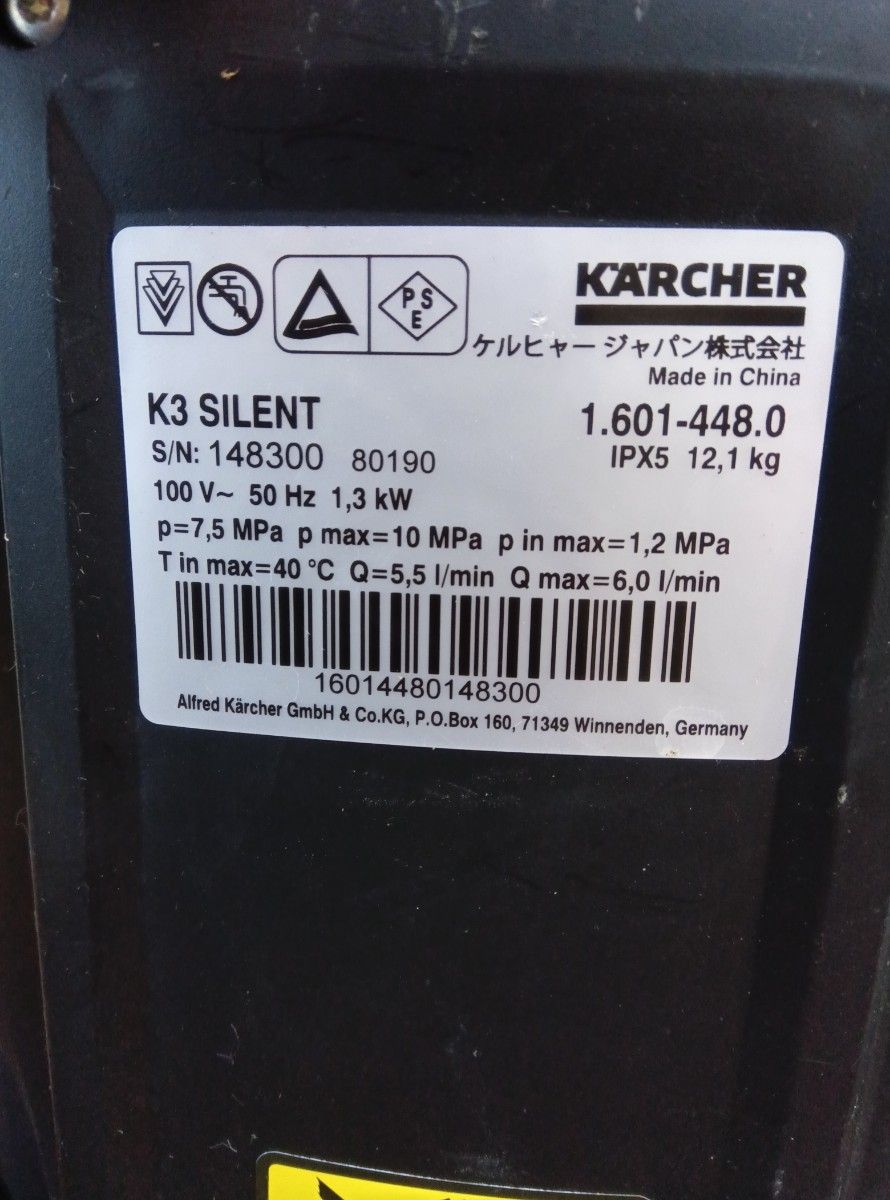 PS
E
KÄRCHER
ケルヒャー ジャパン株式会社
Made in China
K3 SILENT
1.601-448.0
S/N: 148300 80190
IPX5 12,1 kg
100 V~ 50 Hz 1,3 kW
p=7,5 MPa p max=10 MPa p in max=1,2 MPa
T in max=40 °C Q=5,5 l/min Q max=6,0 l/min
16014480148300
Alfred Kärcher GmbH & Co.KG, P.O.Box 160, 71349 Winnenden, Germany